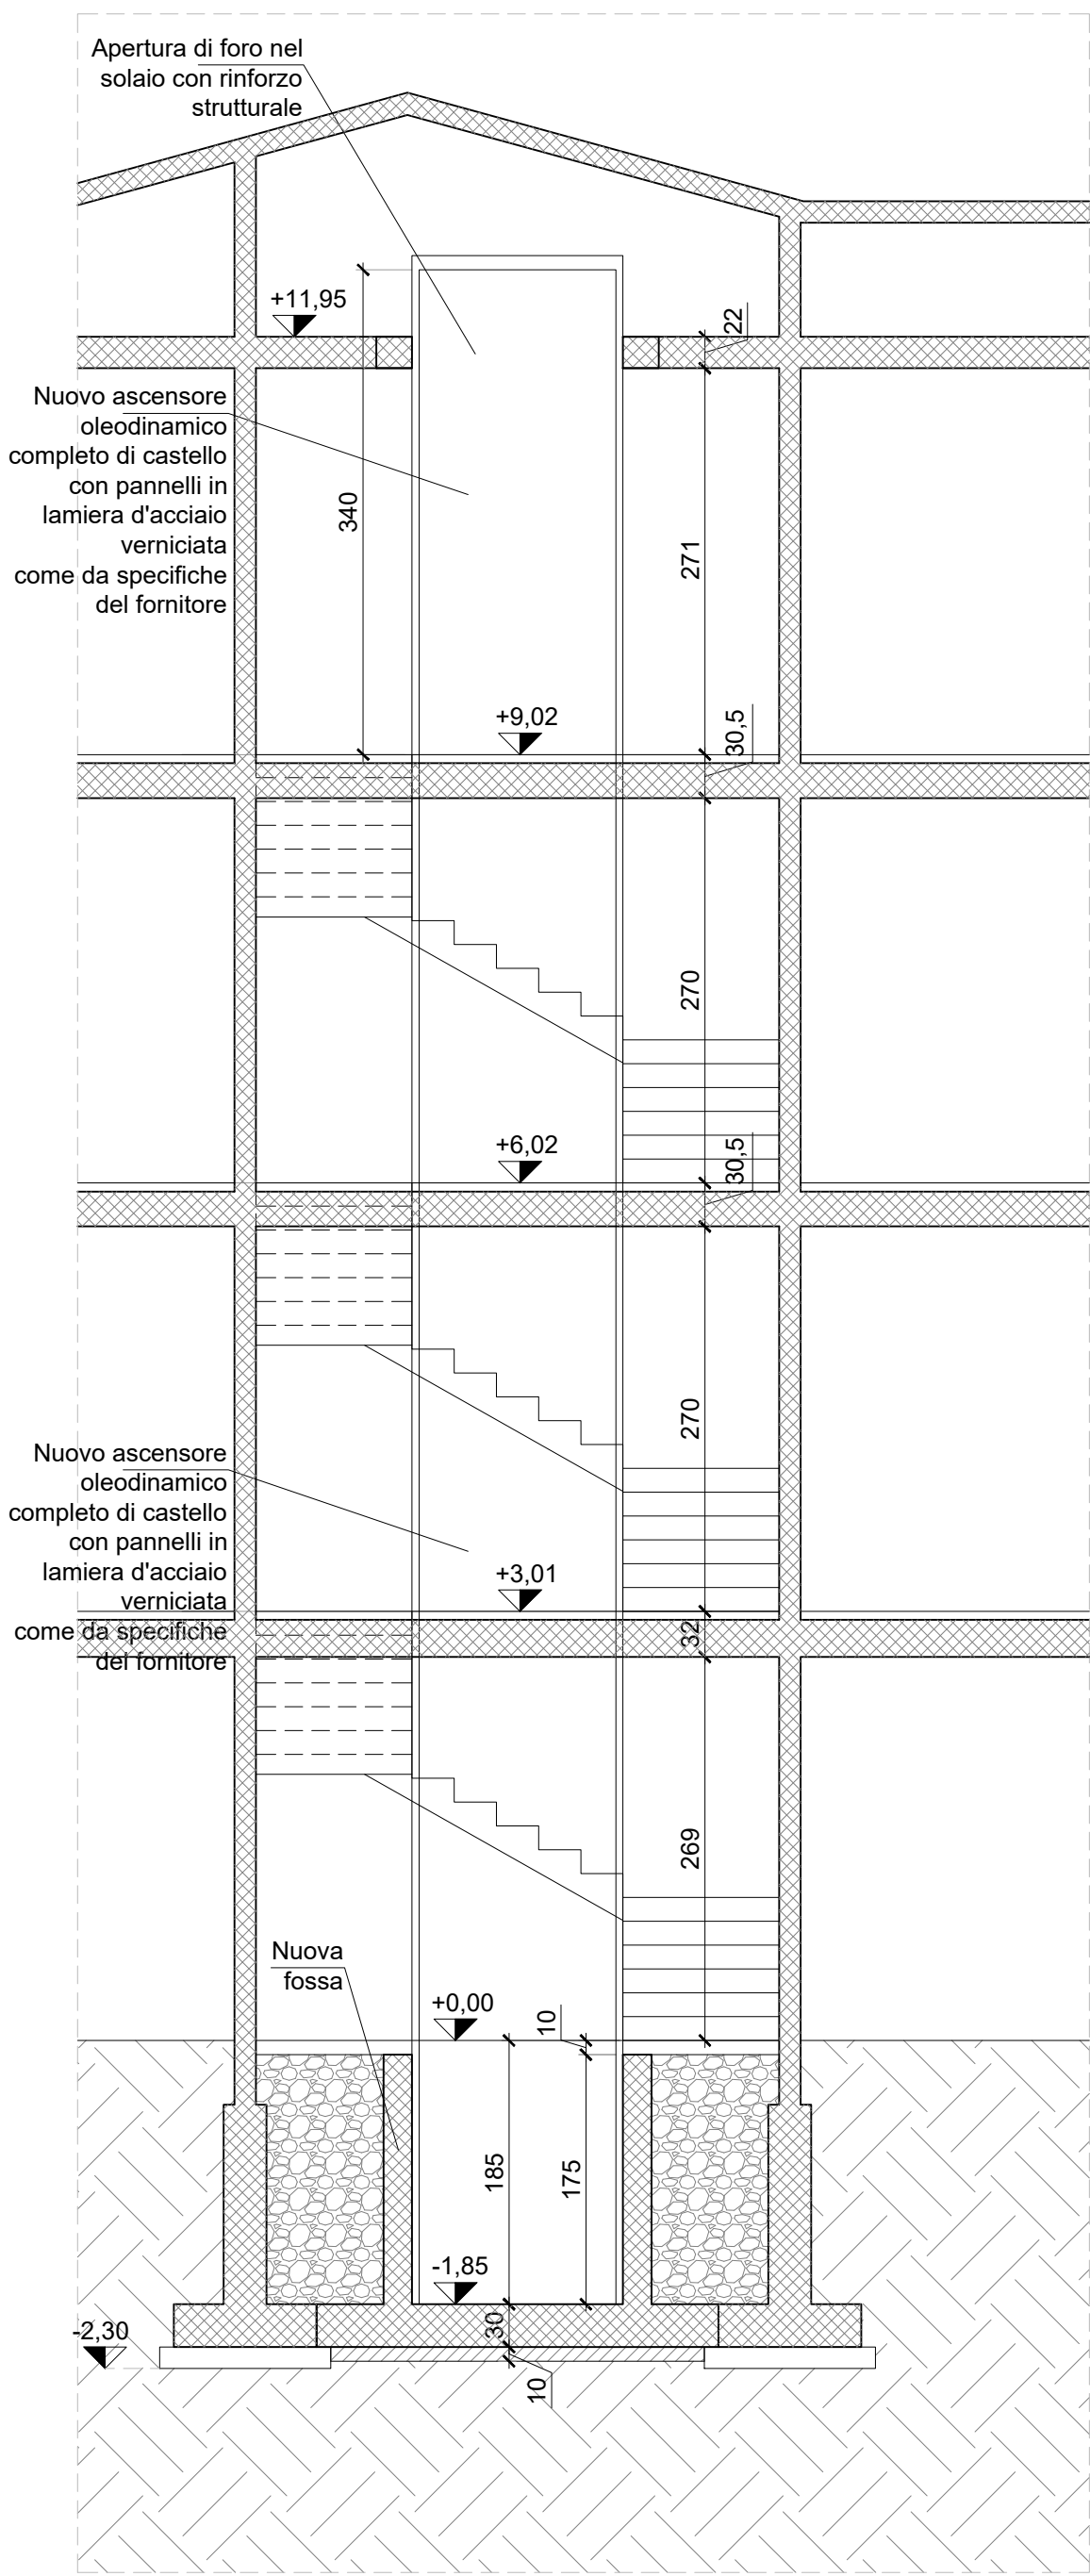 Apertura di foro nel
solaio con rinforzo
strutturale
+11,95
22
Nuovo ascensore
oleodinamico
completo di castello
con pannelli in
lamiera d'acciaio
verniciata
come da specifiche
del fornitore
340
271
+9,02
30,5
270
+6,02
30,5
270
Nuovo ascensore
oleodinamico
completo di castello
con pannelli in
lamiera d'acciaio
verniciata
come da specifiche
del fornitore
+3,01
32
269
Nuova
fossa
+0,00
10
185
175
-1,85
30
-2,30
10